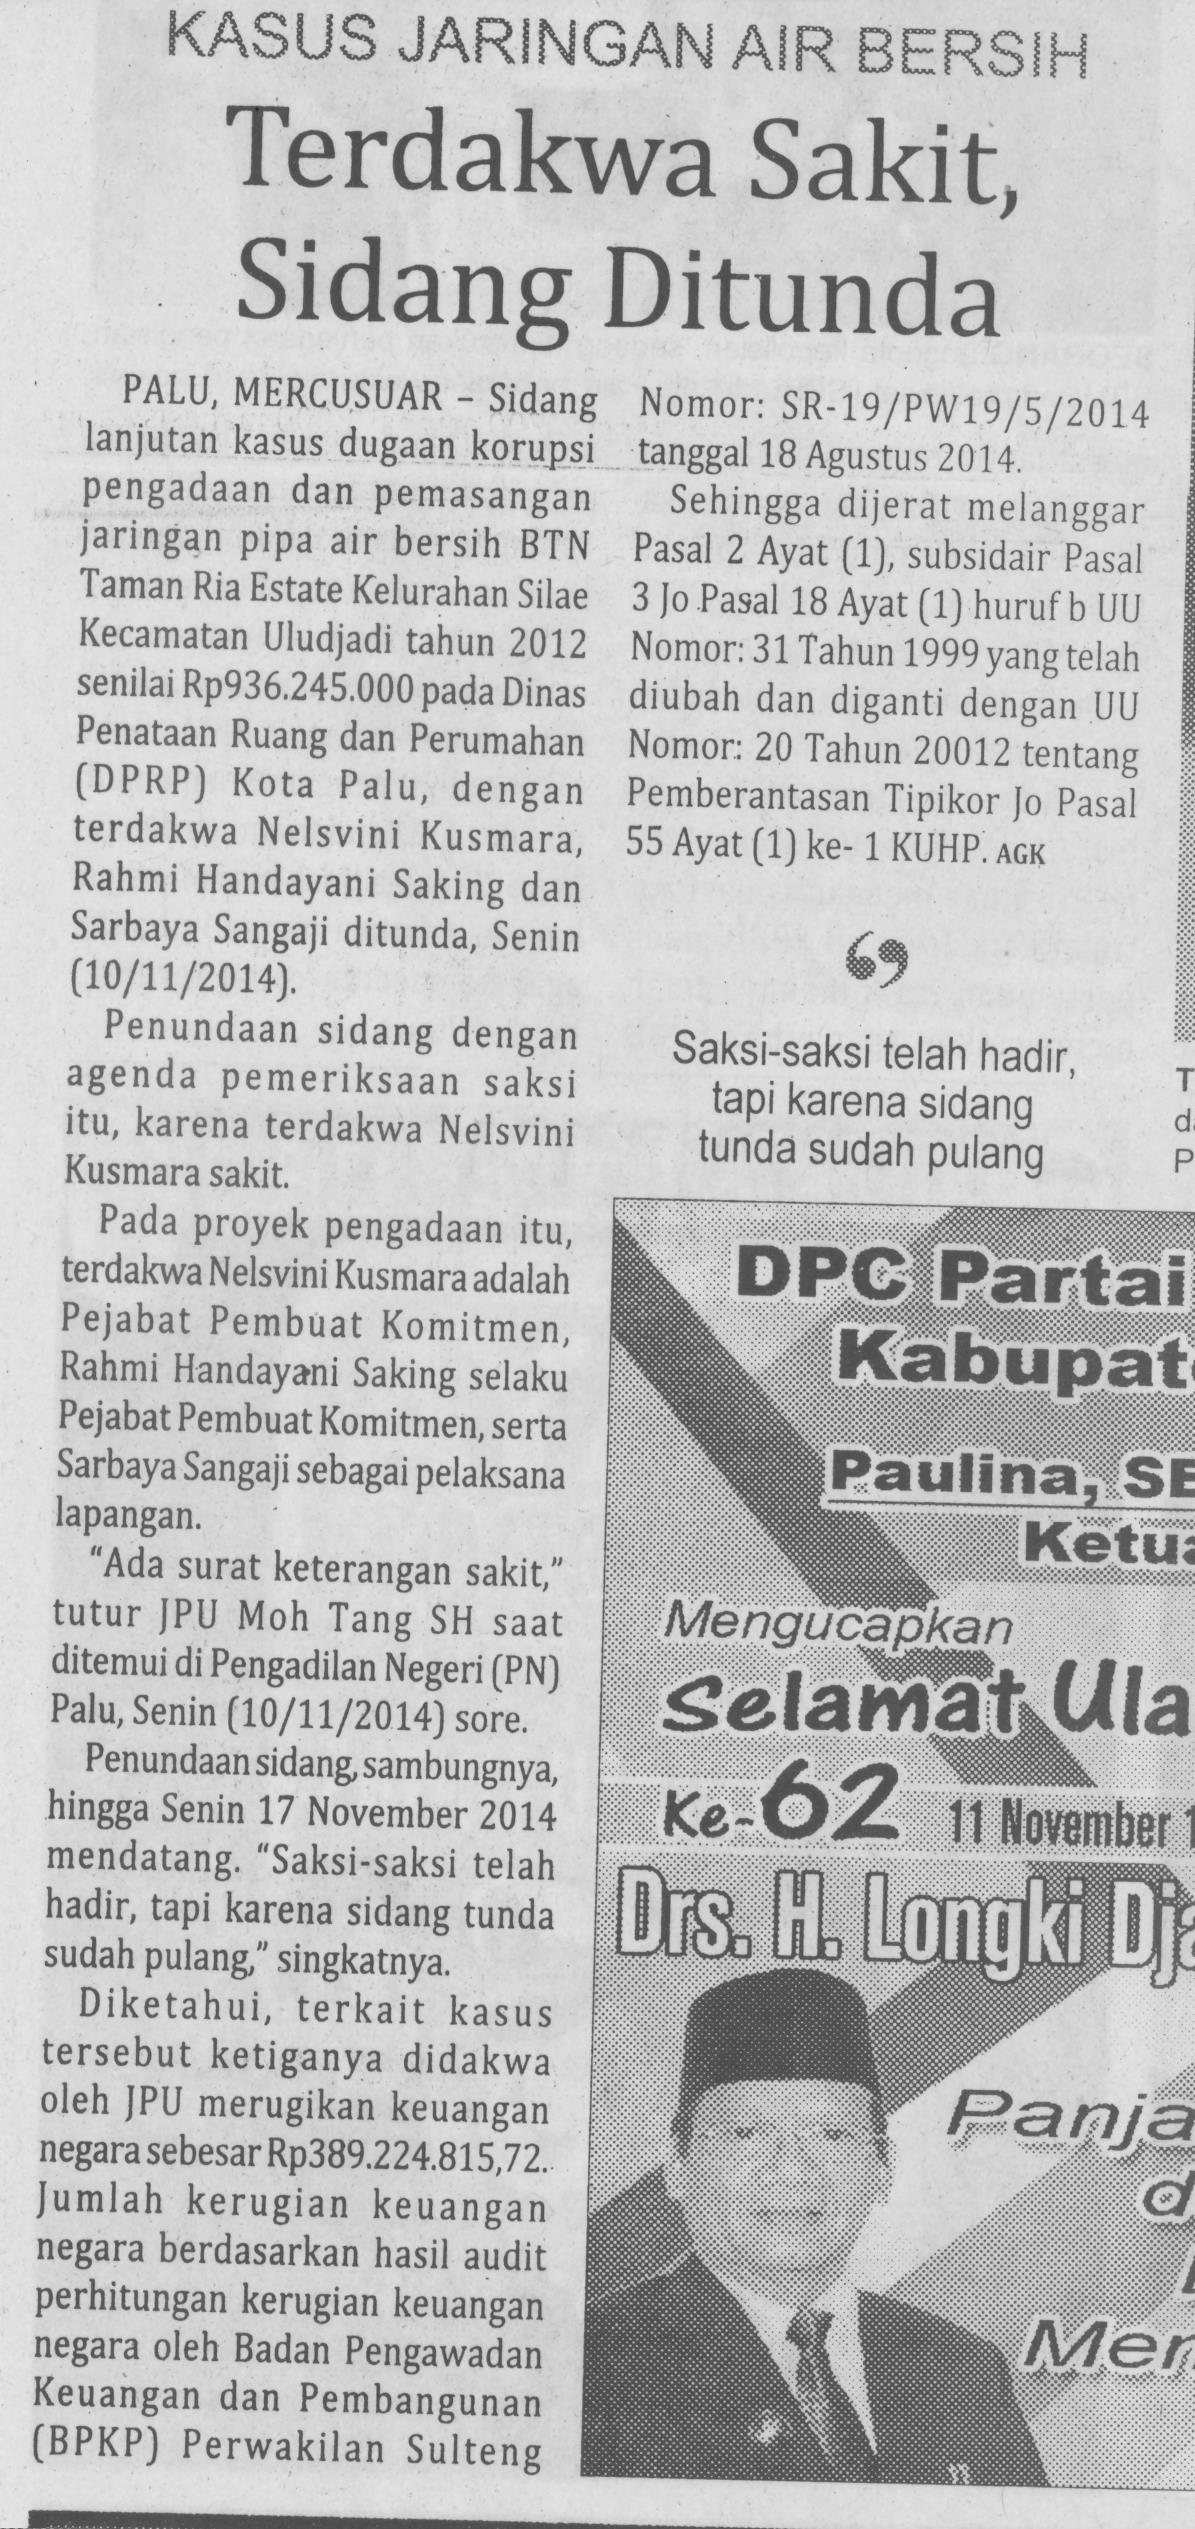 KASUS JARINGAN AIR BERSIH
Terdakwa Sakit,
Sidang Ditunda
PALU, MERCUSUAR – Sidang
lanjutan kasus dugaan korupsi
pengadaan dan pemasangan
jaringan pipa air bersih BTN
Taman Ria Estate Kelurahan Silae
Kecamatan Uludjadi tahun 2012
senilai Rp936.245.000 pada Dinas
Penataan Ruang dan Perumahan
(DPRP) Kota Palu, dengan
terdakwa Nelsvini Kusmara,
Rahmi Handayani Saking dan
Sarbaya Sangaji ditunda, Senin
(10/11/2014).
Penundaan sidang dengan
agenda pemeriksaan saksi
itu, karena terdakwa Nelsvini
Kusmara sakit.
Pada proyek pengadaan itu,
terdakwa Nelsvini Kusmara adalah
Pejabat Pembuat Komitmen,
Rahmi Handayani Saking selaku
Pejabat Pembuat Komitmen, serta
Sarbaya Sangaji sebagai pelaksana
lapangan.
“Ada surat keterangan sakit,”
tutur JPU Moh Tang SH saat
ditemui di Pengadilan Negeri (PN)
Palu, Senin (10/11/2014) sore.
Penundaan sidang, sambungnya,
hingga Senin 17 November 2014
mendatang. “Saksi-saksi telah
hadir, tapi karena sidang tunda
sudah pulang,” singkatnya.
Diketahui, terkait kasus
tersebut ketiganya didakwa
oleh JPU merugikan keuangan
negara sebesar Rp389.224.815,72.
Jumlah kerugian keuangan
negara berdasarkan hasil audit
perhitungan kerugian keuangan
negara oleh Badan Pengawadan
Keuangan dan Pembangunan
(BPKP) Perwakilan Sulteng
Nomor: SR-19/PW19/5/2014
tanggal 18 Agustus 2014.
Sehingga dijerat melanggar
Pasal 2 Ayat (1), subsidair Pasal
3 Jo Pasal 18 Ayat (1) huruf b UU
Nomor: 31 Tahun 1999 yang telah
diubah dan diganti dengan UU
Nomor: 20 Tahun 20012 tentang
Pemberantasan Tipikor Jo Pasal
55 Ayat (1) ke- 1 KUHP. AGK
Saksi-saksi telah hadir,
tapi karena sidang
tunda sudah pulang
DPC Partai
Kabupat
Paulina, SE
Ketua
Mengucapkan
Selamat Ula
Ke-62 11 November 1
Drs. H. Longki Dja
Panja
d
Men
T
d
P